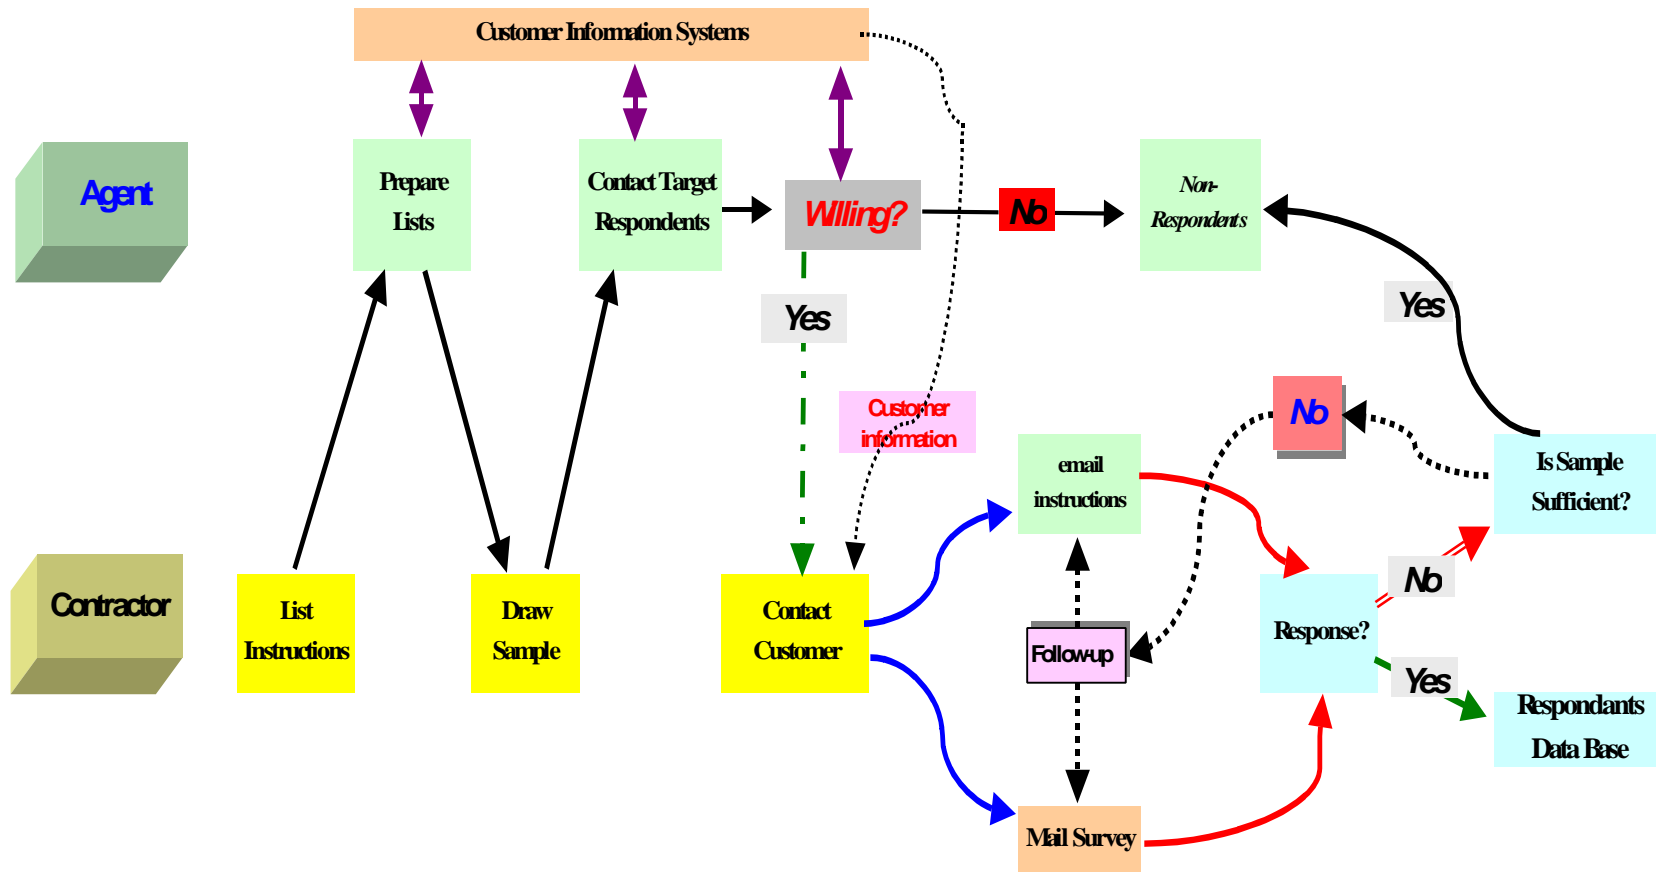 Customer Information Systems
Agent
Prepare
Lists
Contact Target
Respondents
Willing?
No
Non-
Respondents
Yes
Yes
Customer
information
No
email
instructions
Is Sample
Sufficient?
Contractor
List
Instructions
Draw
Sample
Contact
Customer
Follow-up
Response?
No
Yes
Respondants
Data Base
Mail Survey